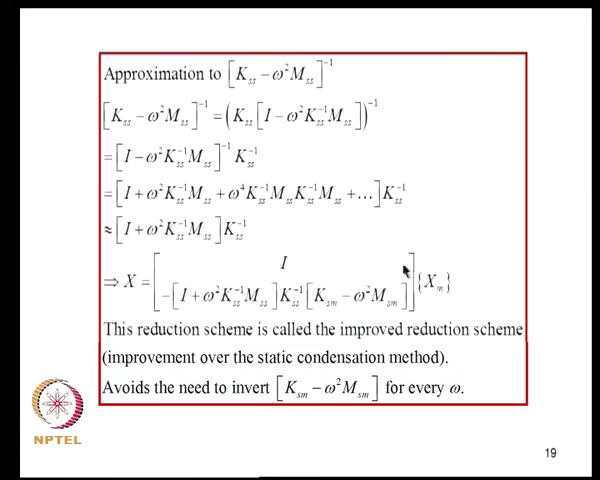 Approximation to [K_ss − ω²M_ss]⁻¹
[K_ss − ω²M_ss]⁻¹ = (K_ss [I − ω²K_ss⁻¹M_ss])⁻¹
= [I − ω²K_ss⁻¹M_ss]⁻¹ K_ss⁻¹
= [I + ω²K_ss⁻¹M_ss + ω⁴K_ss⁻¹M_ss K_ss⁻¹M_ss + …] K_ss⁻¹
≈ [I + ω²K_ss⁻¹M_ss] K_ss⁻¹
⇒ X = [ I ; −[I + ω²K_ss⁻¹M_ss] K_ss⁻¹ [K_sm − ω²M_sm] ] {X_m}
This reduction scheme is called the improved reduction scheme
(improvement over the static condensation method).
Avoids the need to invert [K_sm − ω²M_sm] for every ω.
NPTEL
19